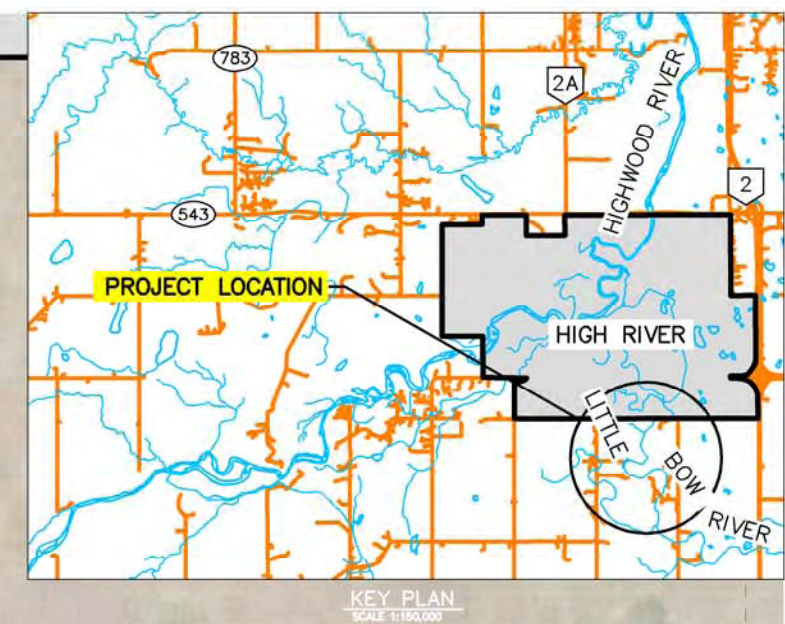 783
2A
HIGHWOOD RIVER
2
543
PROJECT LOCATION
HIGH RIVER
LITTLE BOW RIVER
KEY PLAN
SCALE 1:150,000